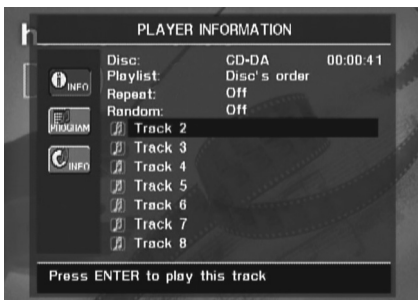 PLAYER INFORMATION
Disc: CD-DA 00:00:41
Playlist: Disc's order
Repeat: Off
Random: Off
INFO
PROGRAM
INFO
Track 2
Track 3
Track 4
Track 5
Track 6
Track 7
Track 8
Press ENTER to play this track